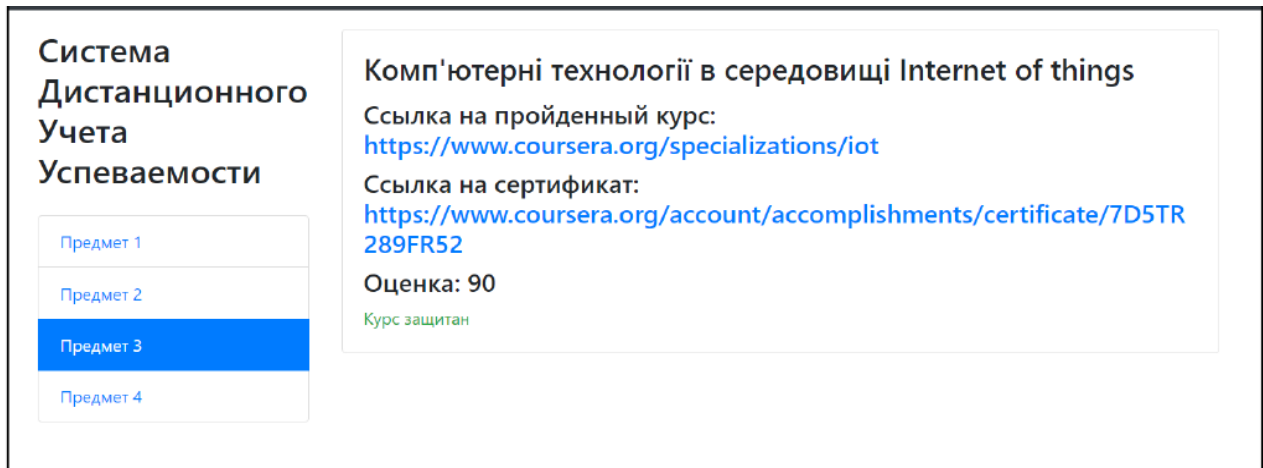 Система
Дистанционного
Учета
Успеваемости
Предмет 1
Предмет 2
Предмет 3
Предмет 4
Комп'ютерні технології в середовищі Internet of things
Ссылка на пройденный курс:
https://www.coursera.org/specializations/iot
Ссылка на сертификат:
https://www.coursera.org/account/accomplishments/certificate/7D5TR
289FR52
Оценка: 90
Курс защитан